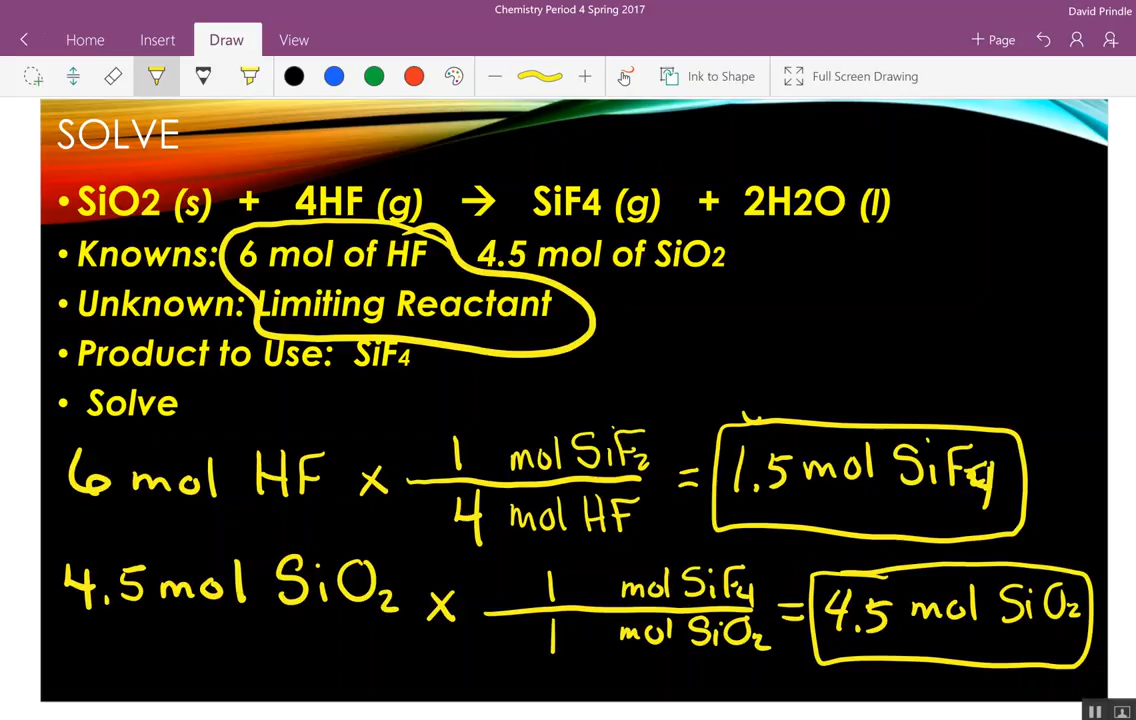 Chemistry Period 4 Spring 2017
David Prindle
Home Insert Draw View
Page
Ink to Shape Full Screen Drawing
SOLVE
• SiO2 (s) + 4HF (g) → SiF4 (g) + 2H2O (l)
• Knowns: 6 mol of HF 4.5 mol of SiO2
• Unknown: Limiting Reactant
• Product to Use: SiF4
• Solve
6 mol HF x 1 mol SiF2 / 4 mol HF = 1.5 mol SiF4
4.5 mol SiO2 x 1 mol SiF4 / 1 mol SiO2 = 4.5 mol SiO2